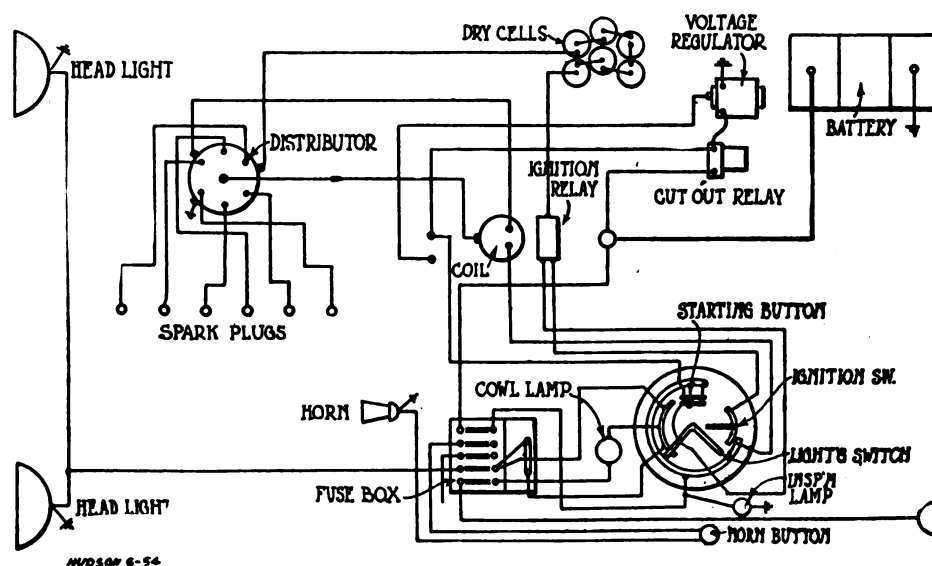 DRY CELLS
VOLTAGE
REGULATOR
HEAD LIGHT
DISTRIBUTOR
BATTERY
IGNITION
RELAY
CUT OUT RELAY
COIL
SPARK PLUGS
STARTING BUTTON
IGNITION SW.
COWL LAMP
HORN
LIGHTS SWITCH
FUSE BOX
INSP'N
LAMP
HEAD LIGHT
HORN BUTTON
HUDSON 6-54